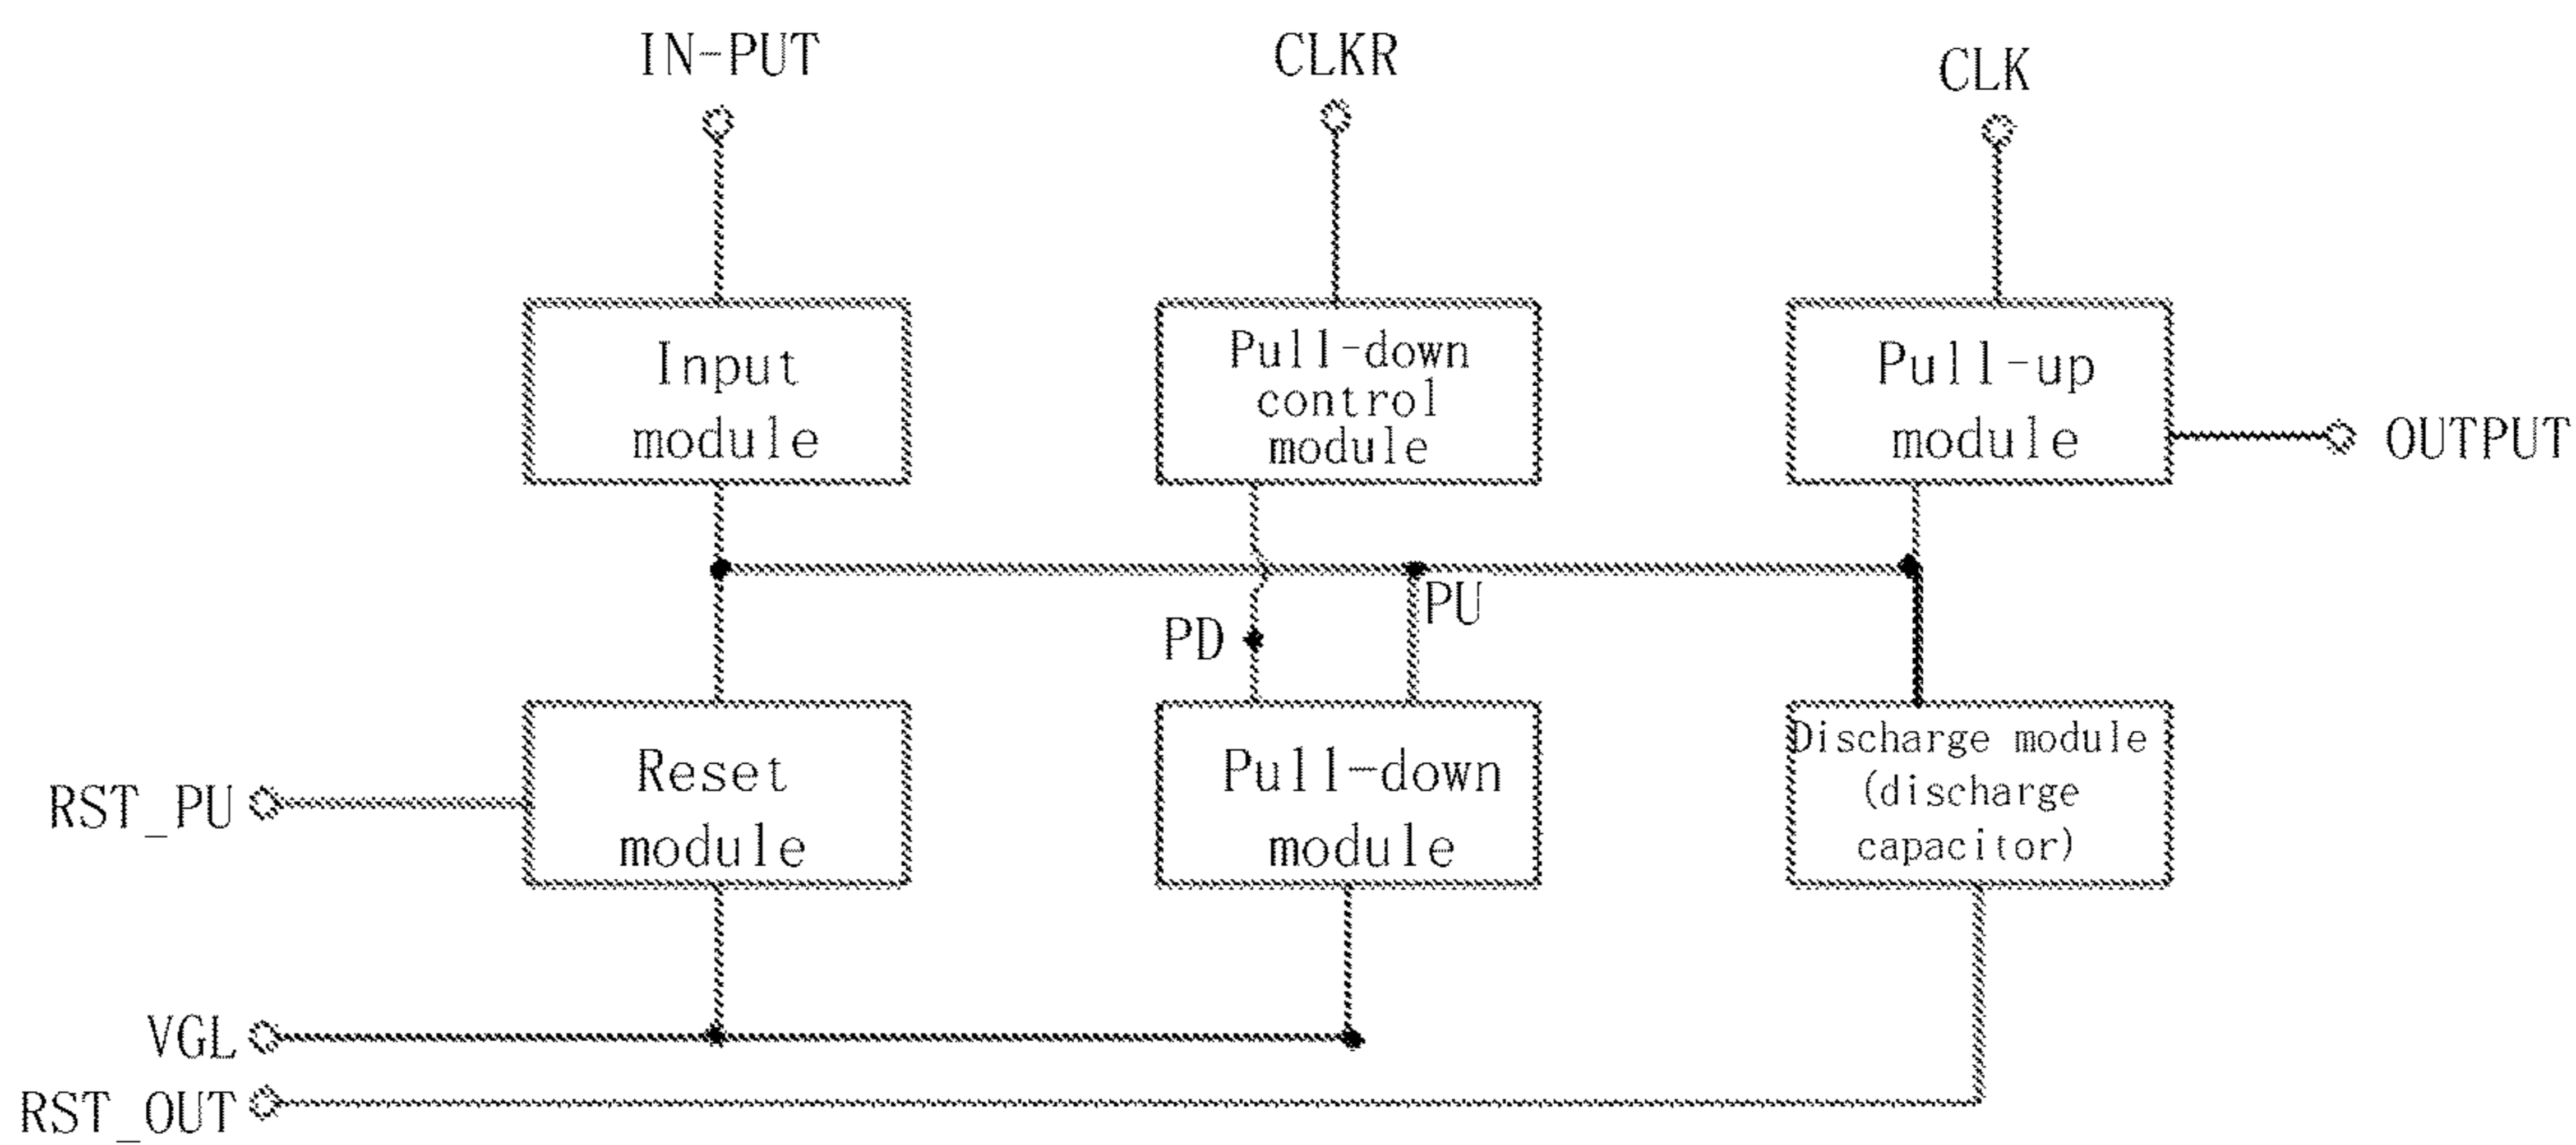 IN-PUT
CLKR
CLK
Input
module
Pull-down
control
module
Pull-up
module
OUTPUT
PU
PD
RST_PU
Reset
module
Pull-down
module
Discharge module
(discharge
capacitor)
VGL
RST_OUT